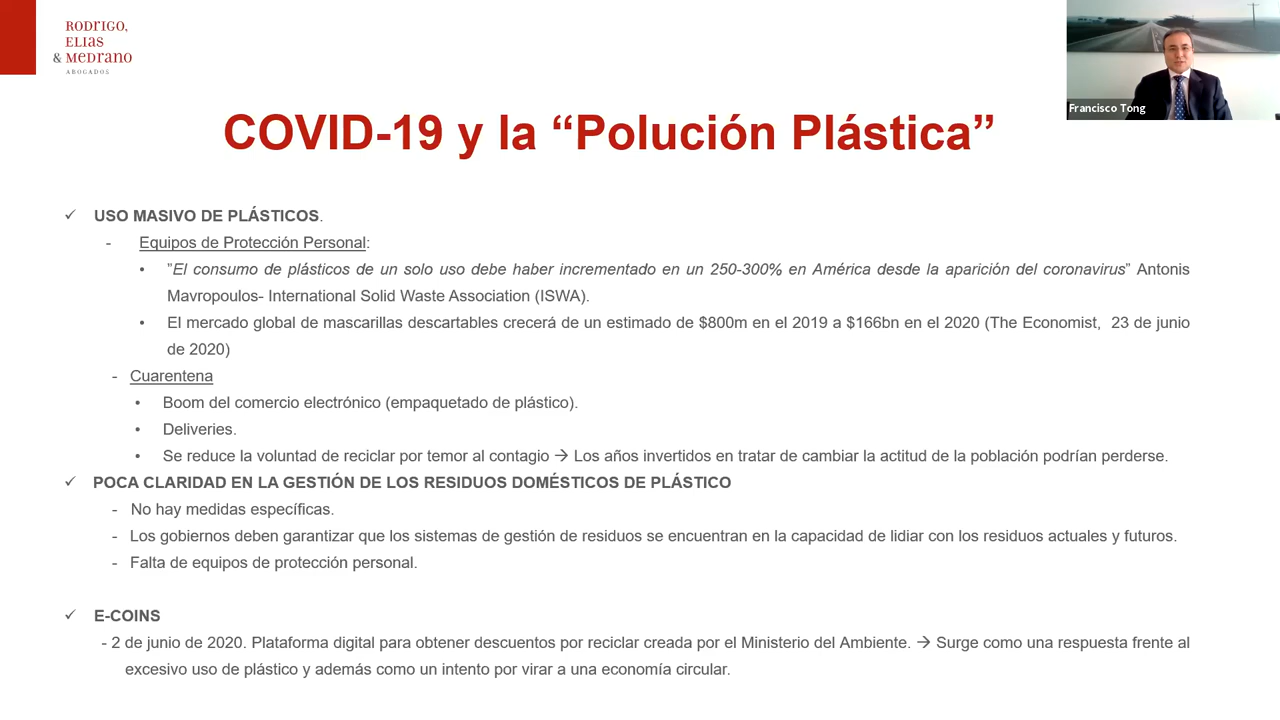 RODRIGO,
ELIAS
& MEDRANO
ABOGADOS
Francisco Tong
COVID-19 y la “Polución Plástica”
✓ USO MASIVO DE PLÁSTICOS.
- Equipos de Protección Personal:
• "El consumo de plásticos de un solo uso debe haber incrementado en un 250-300% en América desde la aparición del coronavirus” Antonis
Mavropoulos- International Solid Waste Association (ISWA).
• El mercado global de mascarillas descartables crecerá de un estimado de $800m en el 2019 a $166bn en el 2020 (The Economist, 23 de junio
de 2020)
- Cuarentena
• Boom del comercio electrónico (empaquetado de plástico).
• Deliveries.
• Se reduce la voluntad de reciclar por temor al contagio → Los años invertidos en tratar de cambiar la actitud de la población podrían perderse.
✓ POCA CLARIDAD EN LA GESTIÓN DE LOS RESIDUOS DOMÉSTICOS DE PLÁSTICO
- No hay medidas específicas.
- Los gobiernos deben garantizar que los sistemas de gestión de residuos se encuentran en la capacidad de lidiar con los residuos actuales y futuros.
- Falta de equipos de protección personal.
✓ E-COINS
- 2 de junio de 2020. Plataforma digital para obtener descuentos por reciclar creada por el Ministerio del Ambiente. → Surge como una respuesta frente al
excesivo uso de plástico y además como un intento por virar a una economía circular.